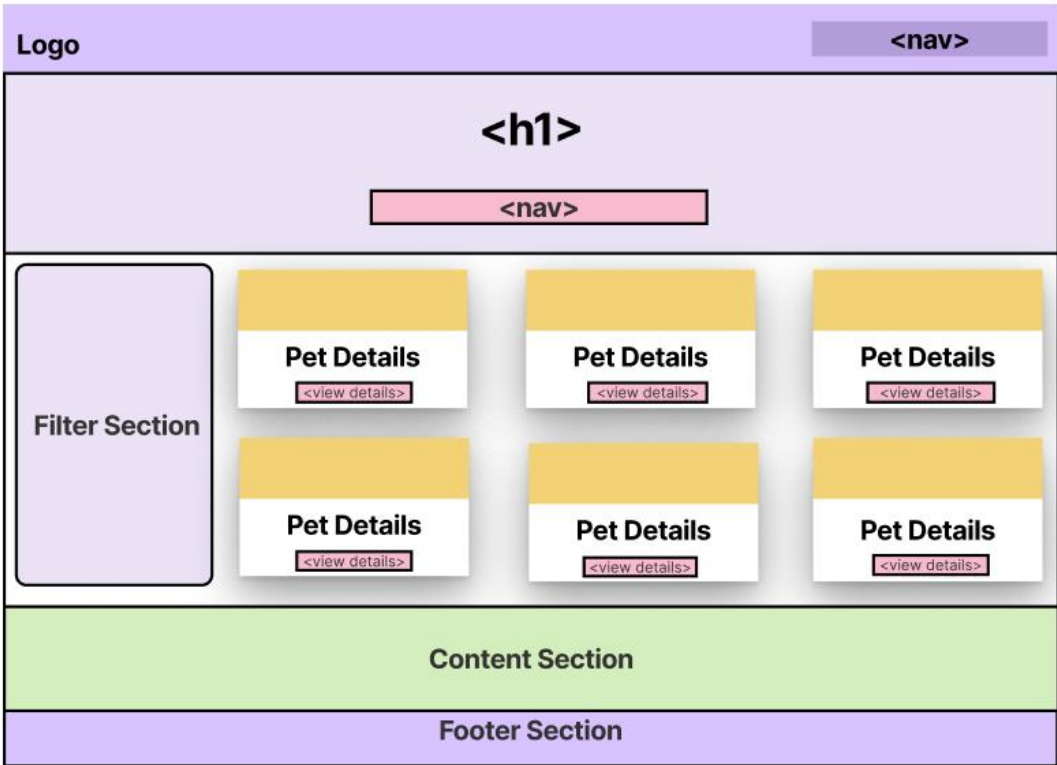 Logo
<nav>
<h1>
<nav>
Filter Section
Pet Details
<view details>
Pet Details
<view details>
Pet Details
<view details>
Pet Details
<view details>
Pet Details
<view details>
Pet Details
<view details>
Content Section
Footer Section